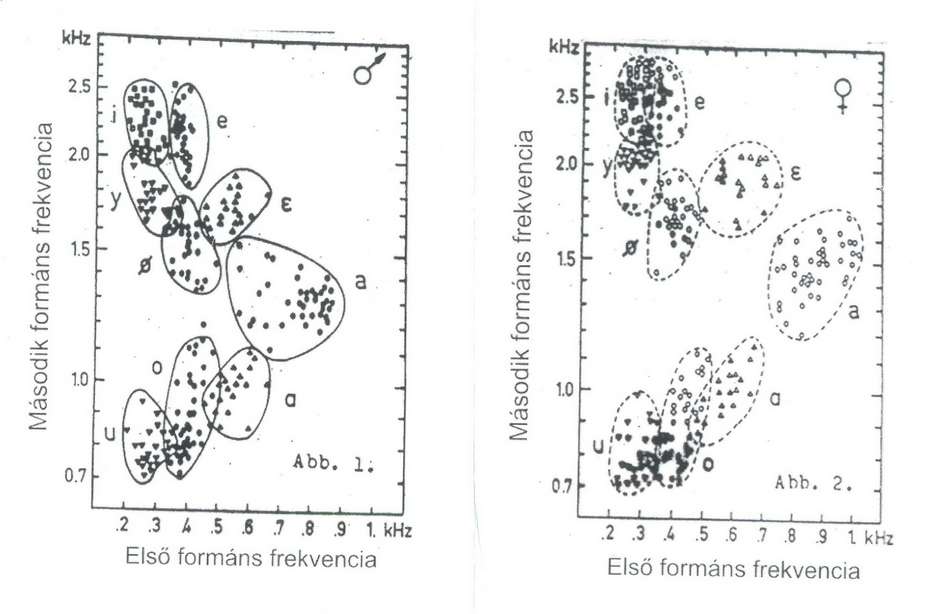 kHz
♂
2.5
i
e
2.0
y
ε
ø
1.5
a
o
1.0
ɑ
u
Abb. 1.
0.7
.2 .3 .4 .5 .6 .7 .8 .9 1. kHz
Második formáns frekvencia
Első formáns frekvencia
kHz
♀
2.5
i
e
2.0
y
ε
ø
1.5
a
1.0
ɑ
u
o
Abb. 2.
0.7
.2 .3 .4 .5 .6 .7 .8 .9 1. kHz
Második formáns frekvencia
Első formáns frekvencia